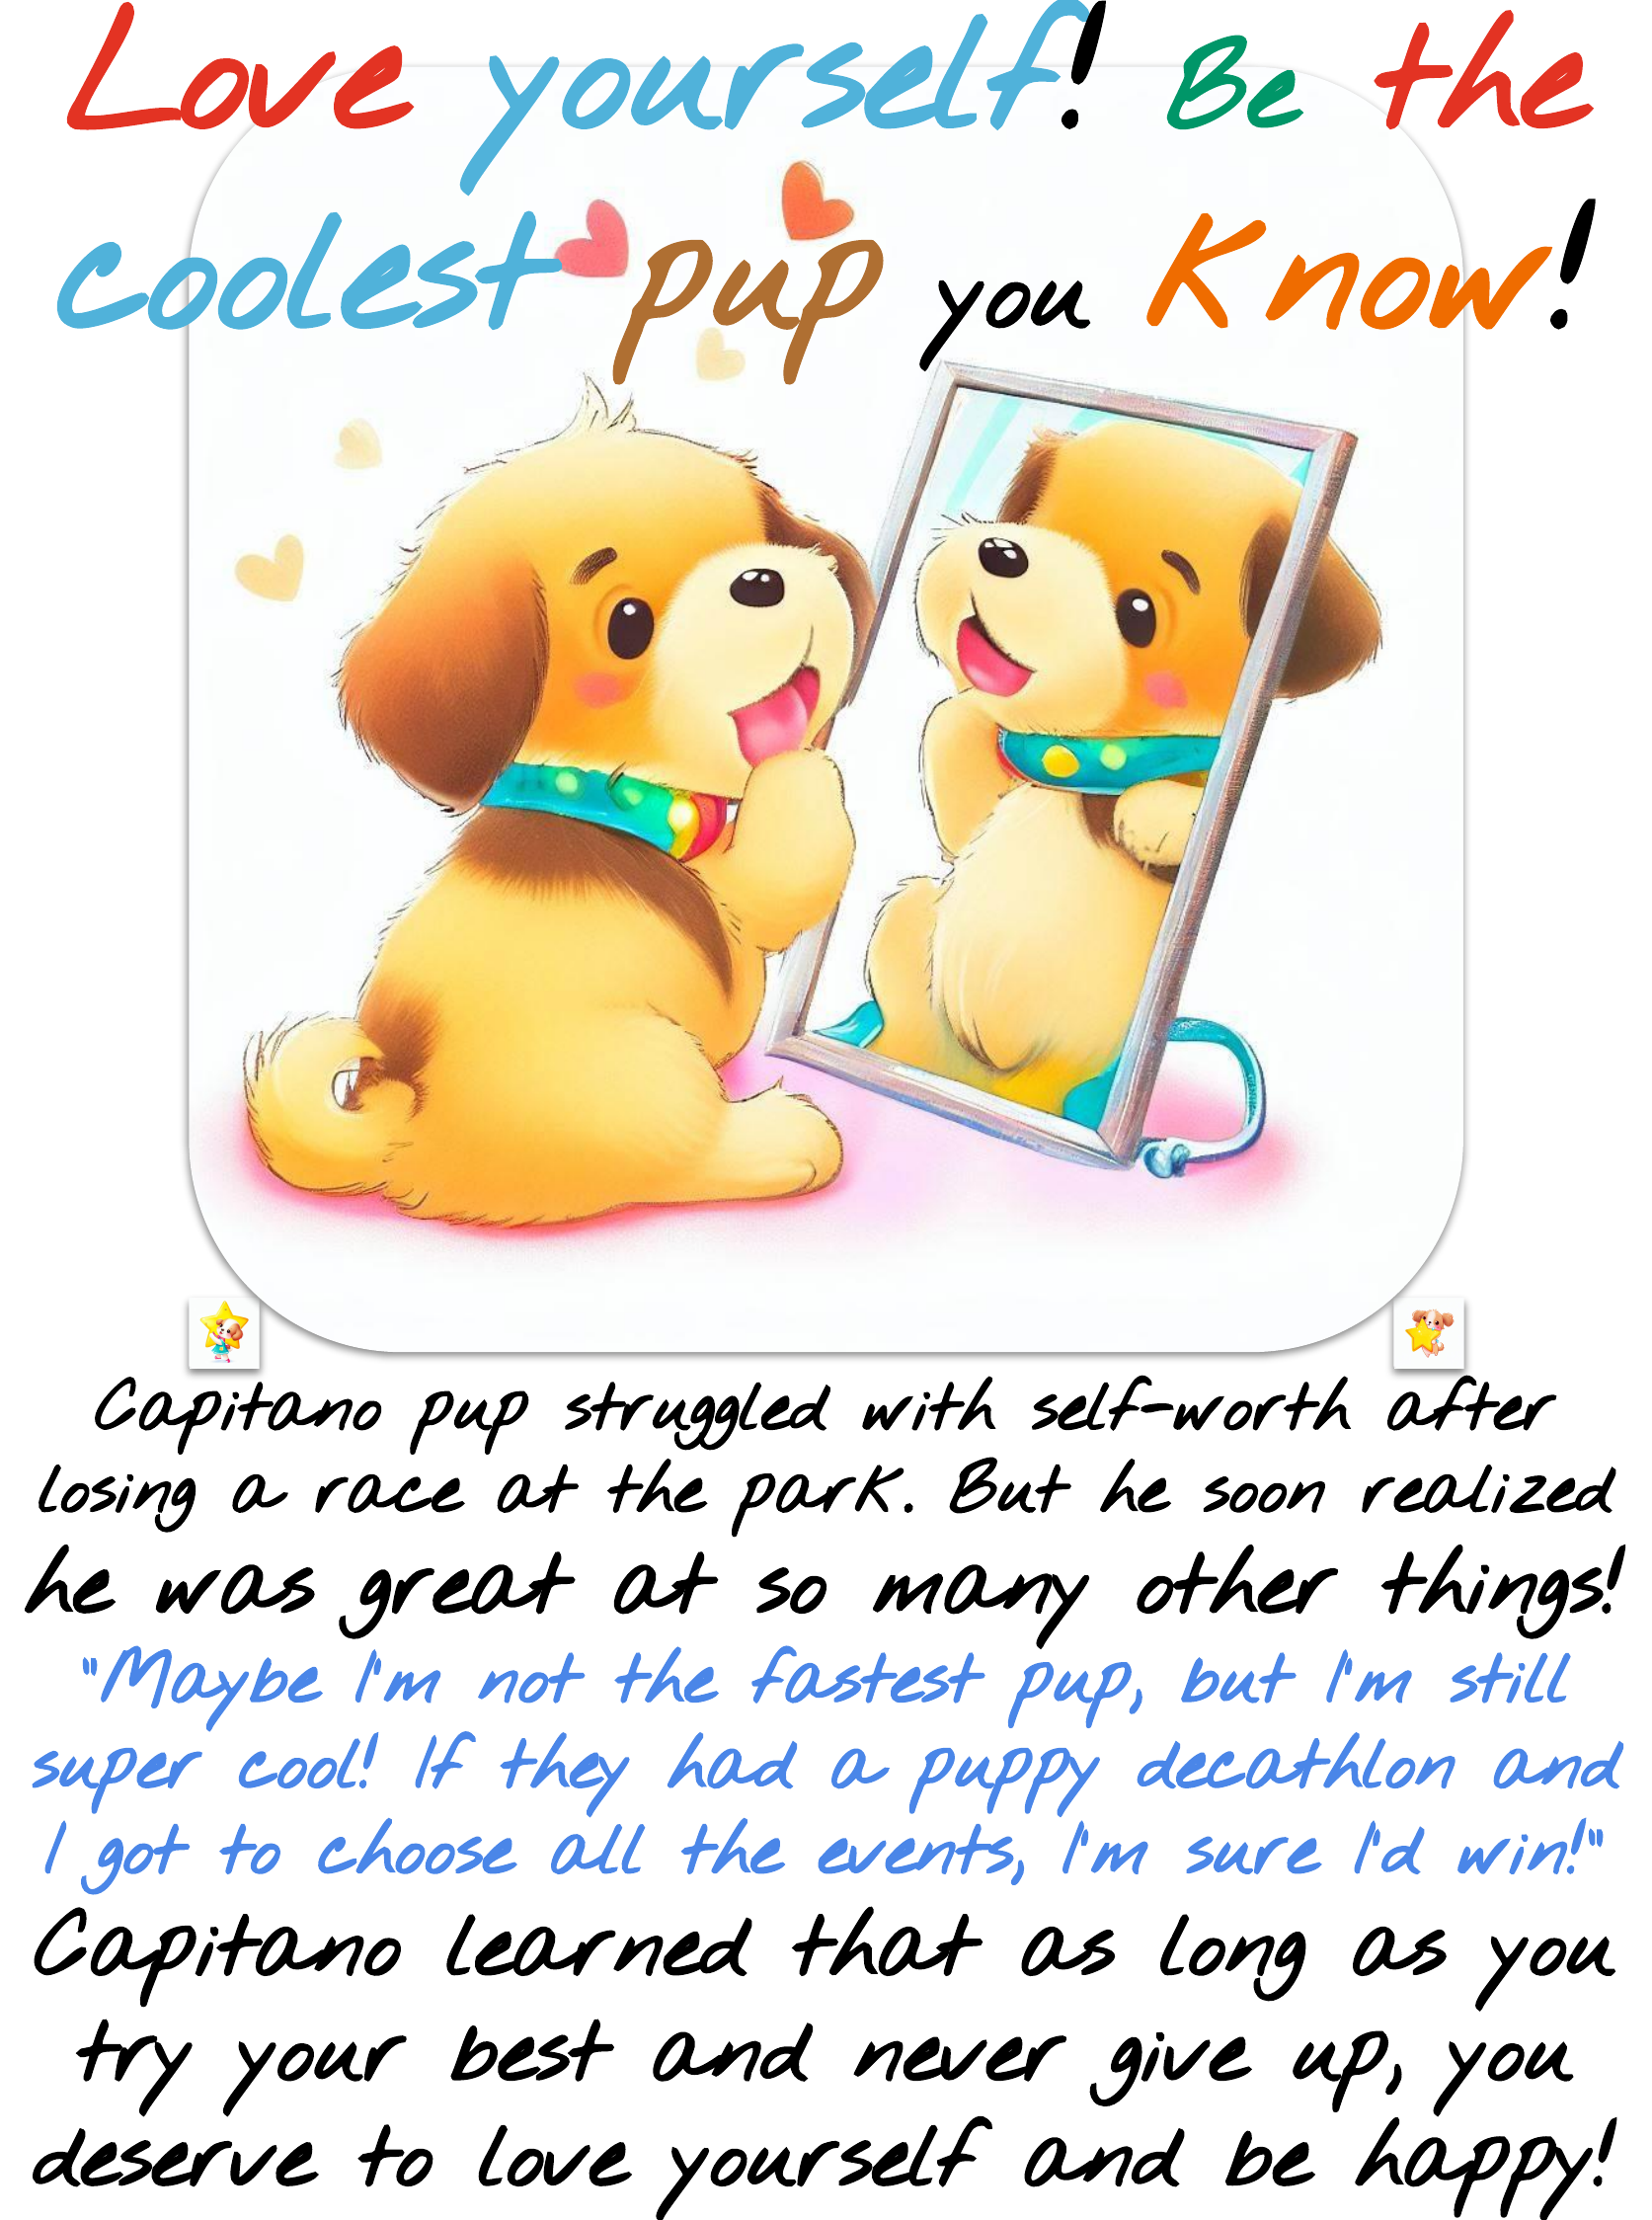 Love yourself! Be the
coolest pup you Know!
Capitano pup struggled with self-worth after
losing a race at the park. But he soon realized
he was great at so many other things!
"Maybe I'm not the fastest pup, but I'm still
super cool! If they had a puppy decathlon and
I got to choose all the events, I'm sure I'd win!"
Capitano learned that as long as you
try your best and never give up, you
deserve to love yourself and be happy!